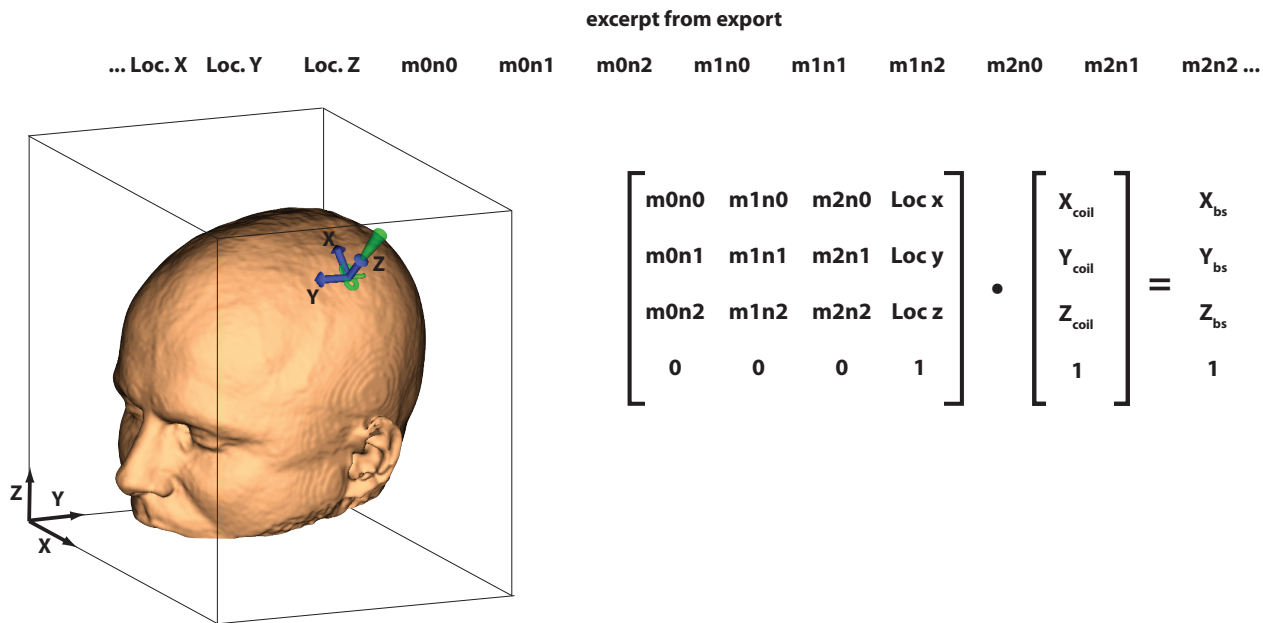 excerpt from export
... Loc. X Loc. Y Loc. Z m0n0 m0n1 m0n2 m1n0 m1n1 m1n2 m2n0 m2n1 m2n2 ...
X
Z
Y
Z
Y
X
m0n0 m1n0 m2n0 Loc x
m0n1 m1n1 m2n1 Loc y
m0n2 m1n2 m2n2 Loc z
0 0 0 1
•
Xcoil
Ycoil
Zcoil
1
=
Xbs
Ybs
Zbs
1